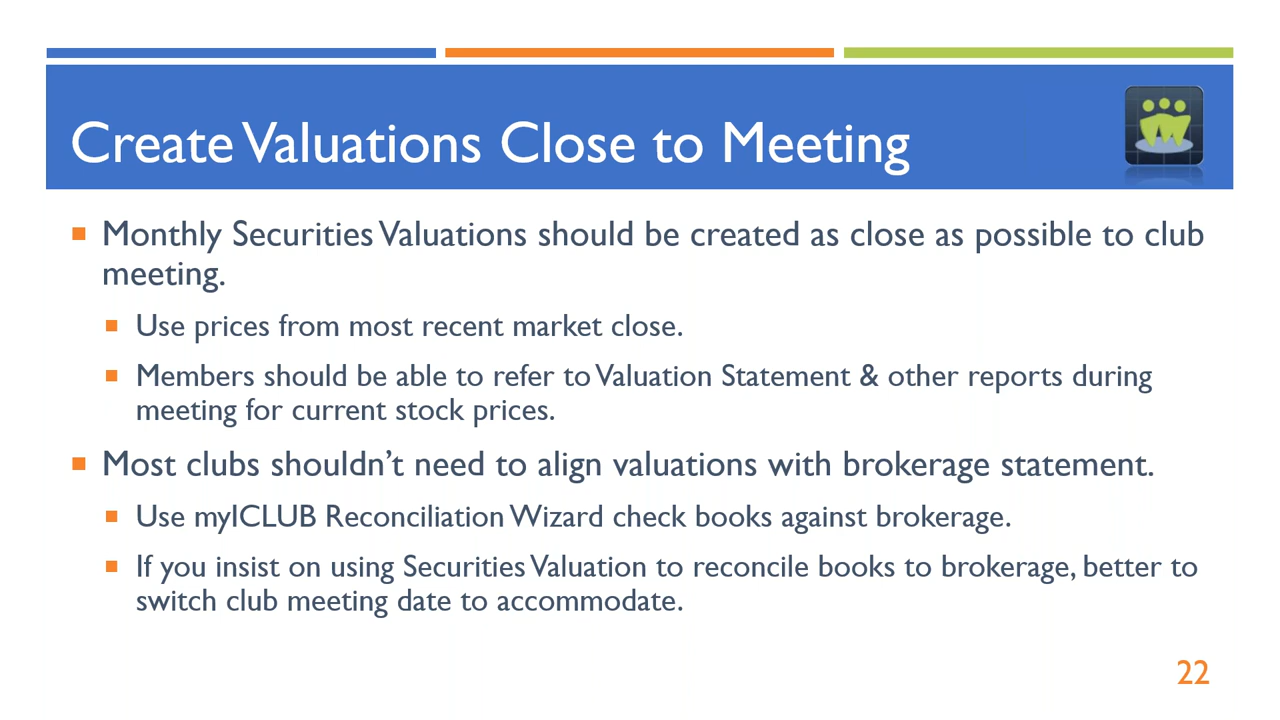 Create Valuations Close to Meeting
Monthly Securities Valuations should be created as close as possible to club
meeting.
Use prices from most recent market close.
Members should be able to refer to Valuation Statement & other reports during
meeting for current stock prices.
Most clubs shouldn’t need to align valuations with brokerage statement.
Use myICLUB Reconciliation Wizard check books against brokerage.
If you insist on using Securities Valuation to reconcile books to brokerage, better to
switch club meeting date to accommodate.
22